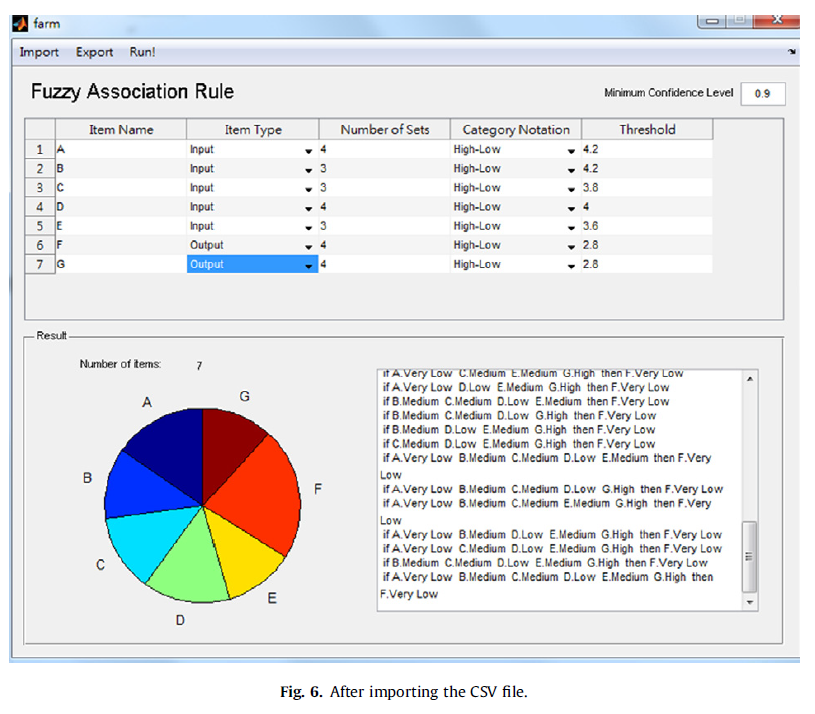 farm
Import Export Run!
Fuzzy Association Rule
Minimum Confidence Level 0.9
Item Name Item Type Number of Sets Category Notation Threshold
1 A Input 4 High-Low 4.2
2 B Input 3 High-Low 4.2
3 C Input 3 High-Low 3.8
4 D Input 4 High-Low 4
5 E Input 3 High-Low 3.6
6 F Output 4 High-Low 2.8
7 G Output 4 High-Low 2.8
Result
Number of items: 7
A
G
B
F
C
E
D
if A.Very Low C.Medium E.Medium G.High then F.Very Low
if A.Very Low D.Low E.Medium G.High then F.Very Low
if B.Medium C.Medium D.Low E.Medium then F.Very Low
if B.Medium C.Medium D.Low G.High then F.Very Low
if B.Medium D.Low E.Medium G.High then F.Very Low
if C.Medium D.Low E.Medium G.High then F.Very Low
if A.Very Low B.Medium C.Medium D.Low E.Medium then F.Very
Low
if A.Very Low B.Medium C.Medium D.Low G.High then F.Very Low
if A.Very Low B.Medium C.Medium E.Medium G.High then F.Very
Low
if A.Very Low B.Medium D.Low E.Medium G.High then F.Very Low
if A.Very Low C.Medium D.Low E.Medium G.High then F.Very Low
if B.Medium C.Medium D.Low E.Medium G.High then F.Very Low
if A.Very Low B.Medium C.Medium D.Low E.Medium G.High then
F.Very Low
Fig. 6. After importing the CSV file.